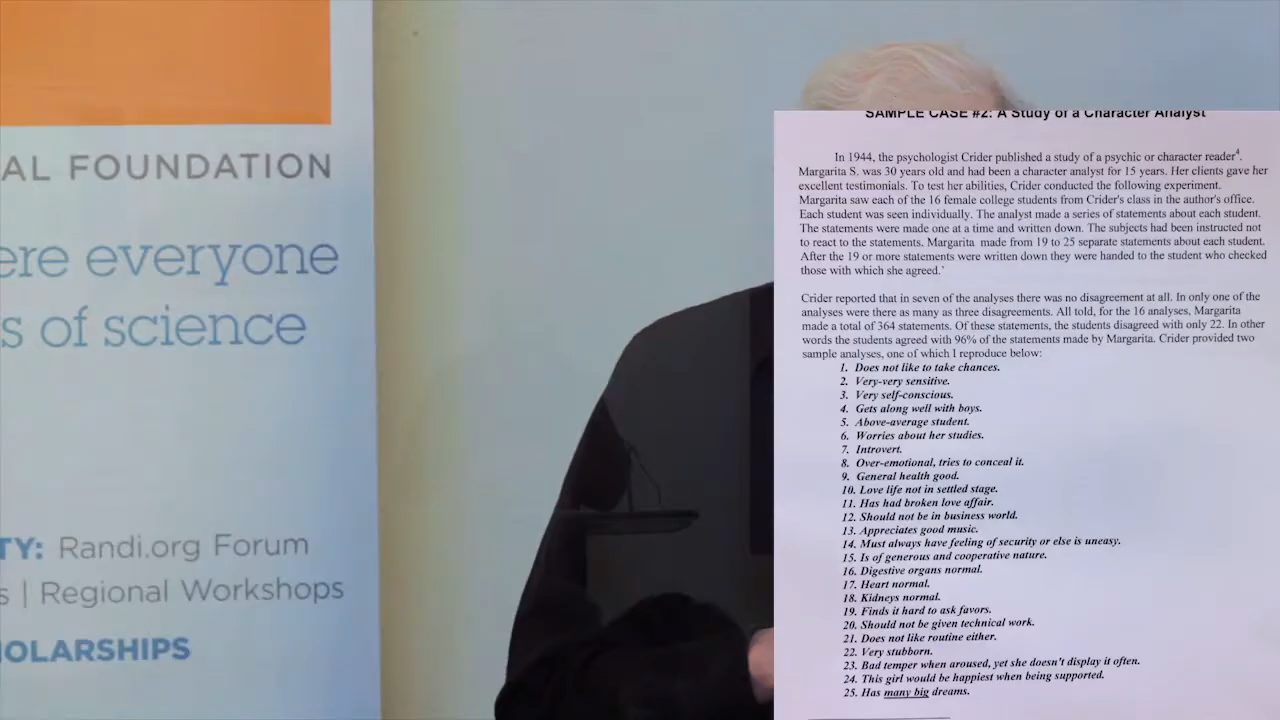 AL FOUNDATION
ere everyone
s of science
TY: Randi.org Forum
s | Regional Workshops
OLARSHIPS
SAMPLE CASE #2: A Study of a Character Analyst
In 1944, the psychologist Crider published a study of a psychic or character reader⁴.
Margarita S. was 30 years old and had been a character analyst for 15 years. Her clients gave her
excellent testimonials. To test her abilities, Crider conducted the following experiment.
Margarita saw each of the 16 female college students from Crider's class in the author's office.
Each student was seen individually. The analyst made a series of statements about each student.
The statements were made one at a time and written down. The subjects had been instructed not
to react to the statements. Margarita made from 19 to 25 separate statements about each student.
After the 19 or more statements were written down they were handed to the student who checked
those with which she agreed.'
Crider reported that in seven of the analyses there was no disagreement at all. In only one of the
analyses were there as many as three disagreements. All told, for the 16 analyses, Margarita
made a total of 364 statements. Of these statements, the students disagreed with only 22. In other
words the students agreed with 96% of the statements made by Margarita. Crider provided two
sample analyses, one of which I reproduce below:
1. Does not like to take chances.
2. Very-very sensitive.
3. Very self-conscious.
4. Gets along well with boys.
5. Above-average student.
6. Worries about her studies.
7. Introvert.
8. Over-emotional, tries to conceal it.
9. General health good.
10. Love life not in settled stage.
11. Has had broken love affair.
12. Should not be in business world.
13. Appreciates good music.
14. Must always have feeling of security or else is uneasy.
15. Is of generous and cooperative nature.
16. Digestive organs normal.
17. Heart normal.
18. Kidneys normal.
19. Finds it hard to ask favors.
20. Should not be given technical work.
21. Does not like routine either.
22. Very stubborn.
23. Bad temper when aroused, yet she doesn't display it often.
24. This girl would be happiest when being supported.
25. Has many big dreams.